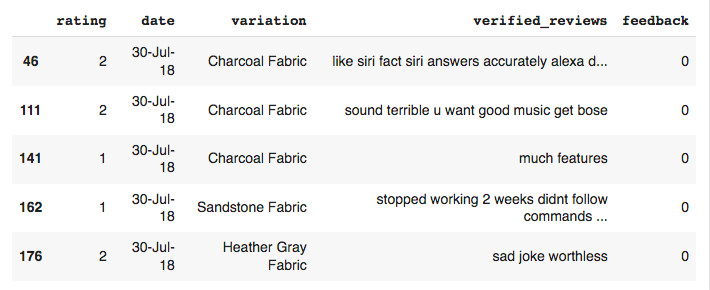 rating date variation verified_reviews feedback
46 2 30-Jul-18 Charcoal Fabric like siri fact siri answers accurately alexa d... 0
111 2 30-Jul-18 Charcoal Fabric sound terrible u want good music get bose 0
141 1 30-Jul-18 Charcoal Fabric much features 0
162 1 30-Jul-18 Sandstone Fabric stopped working 2 weeks didnt follow commands ... 0
176 2 30-Jul-18 Heather Gray Fabric sad joke worthless 0